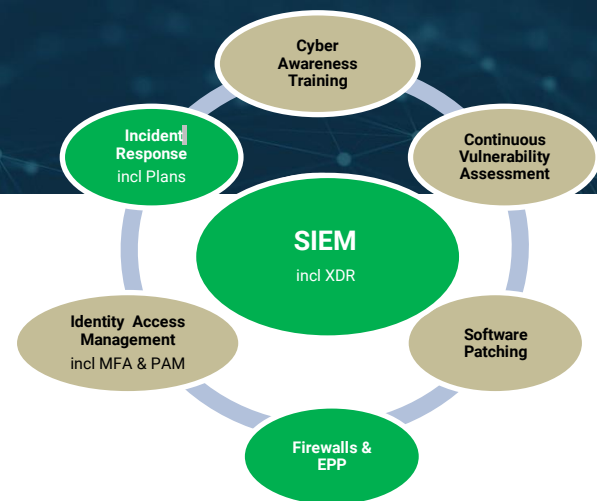 Cyber
Awareness
Training
Incident
Response
incl Plans
Continuous
Vulnerability
Assessment
SIEM
incl XDR
Identity Access
Management
incl MFA & PAM
Software
Patching
Firewalls &
EPP